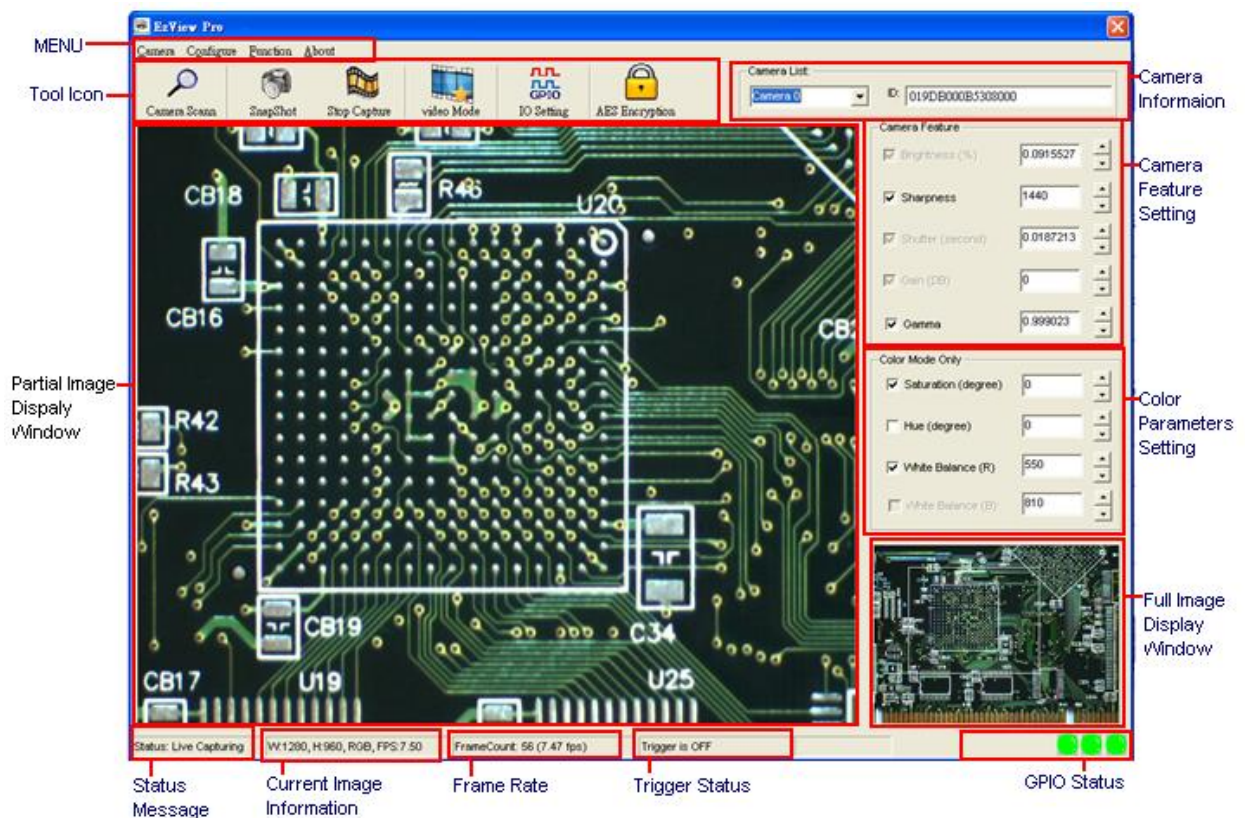 EzView Pro
MENU
Camera Configure Function About
Tool Icon
Camera Scann
SnapShot
Stop Capture
video Mode
GPIO
IO Setting
AES Encryption
Camera List:
Camera 0
ID:
019DB000B5308000
Camera
Informaion
Camera Feature
Brightness (%)
0.0915527
Sharpness
1440
Shutter (second)
0.0187213
Gain (DB)
0
Gamma
0.999023
Camera
Feature
Setting
Color Mode Only
Saturation (degree)
0
Hue (degree)
0
White Balance (R)
550
White Balance (B)
810
Color
Parameters
Setting
Partial Image
Dispaly
Window
CB18
R46
U20
CB16
R42
R43
CB19
C34
CB17
U19
U25
Full Image
Display
Window
Status: Live Capturing
W:1280, H:960, RGB, FPS:7.50
FrameCount: 56 (7.47 fps)
Trigger is OFF
Status
Message
Current Image
Information
Frame Rate
Trigger Status
GPIO Status